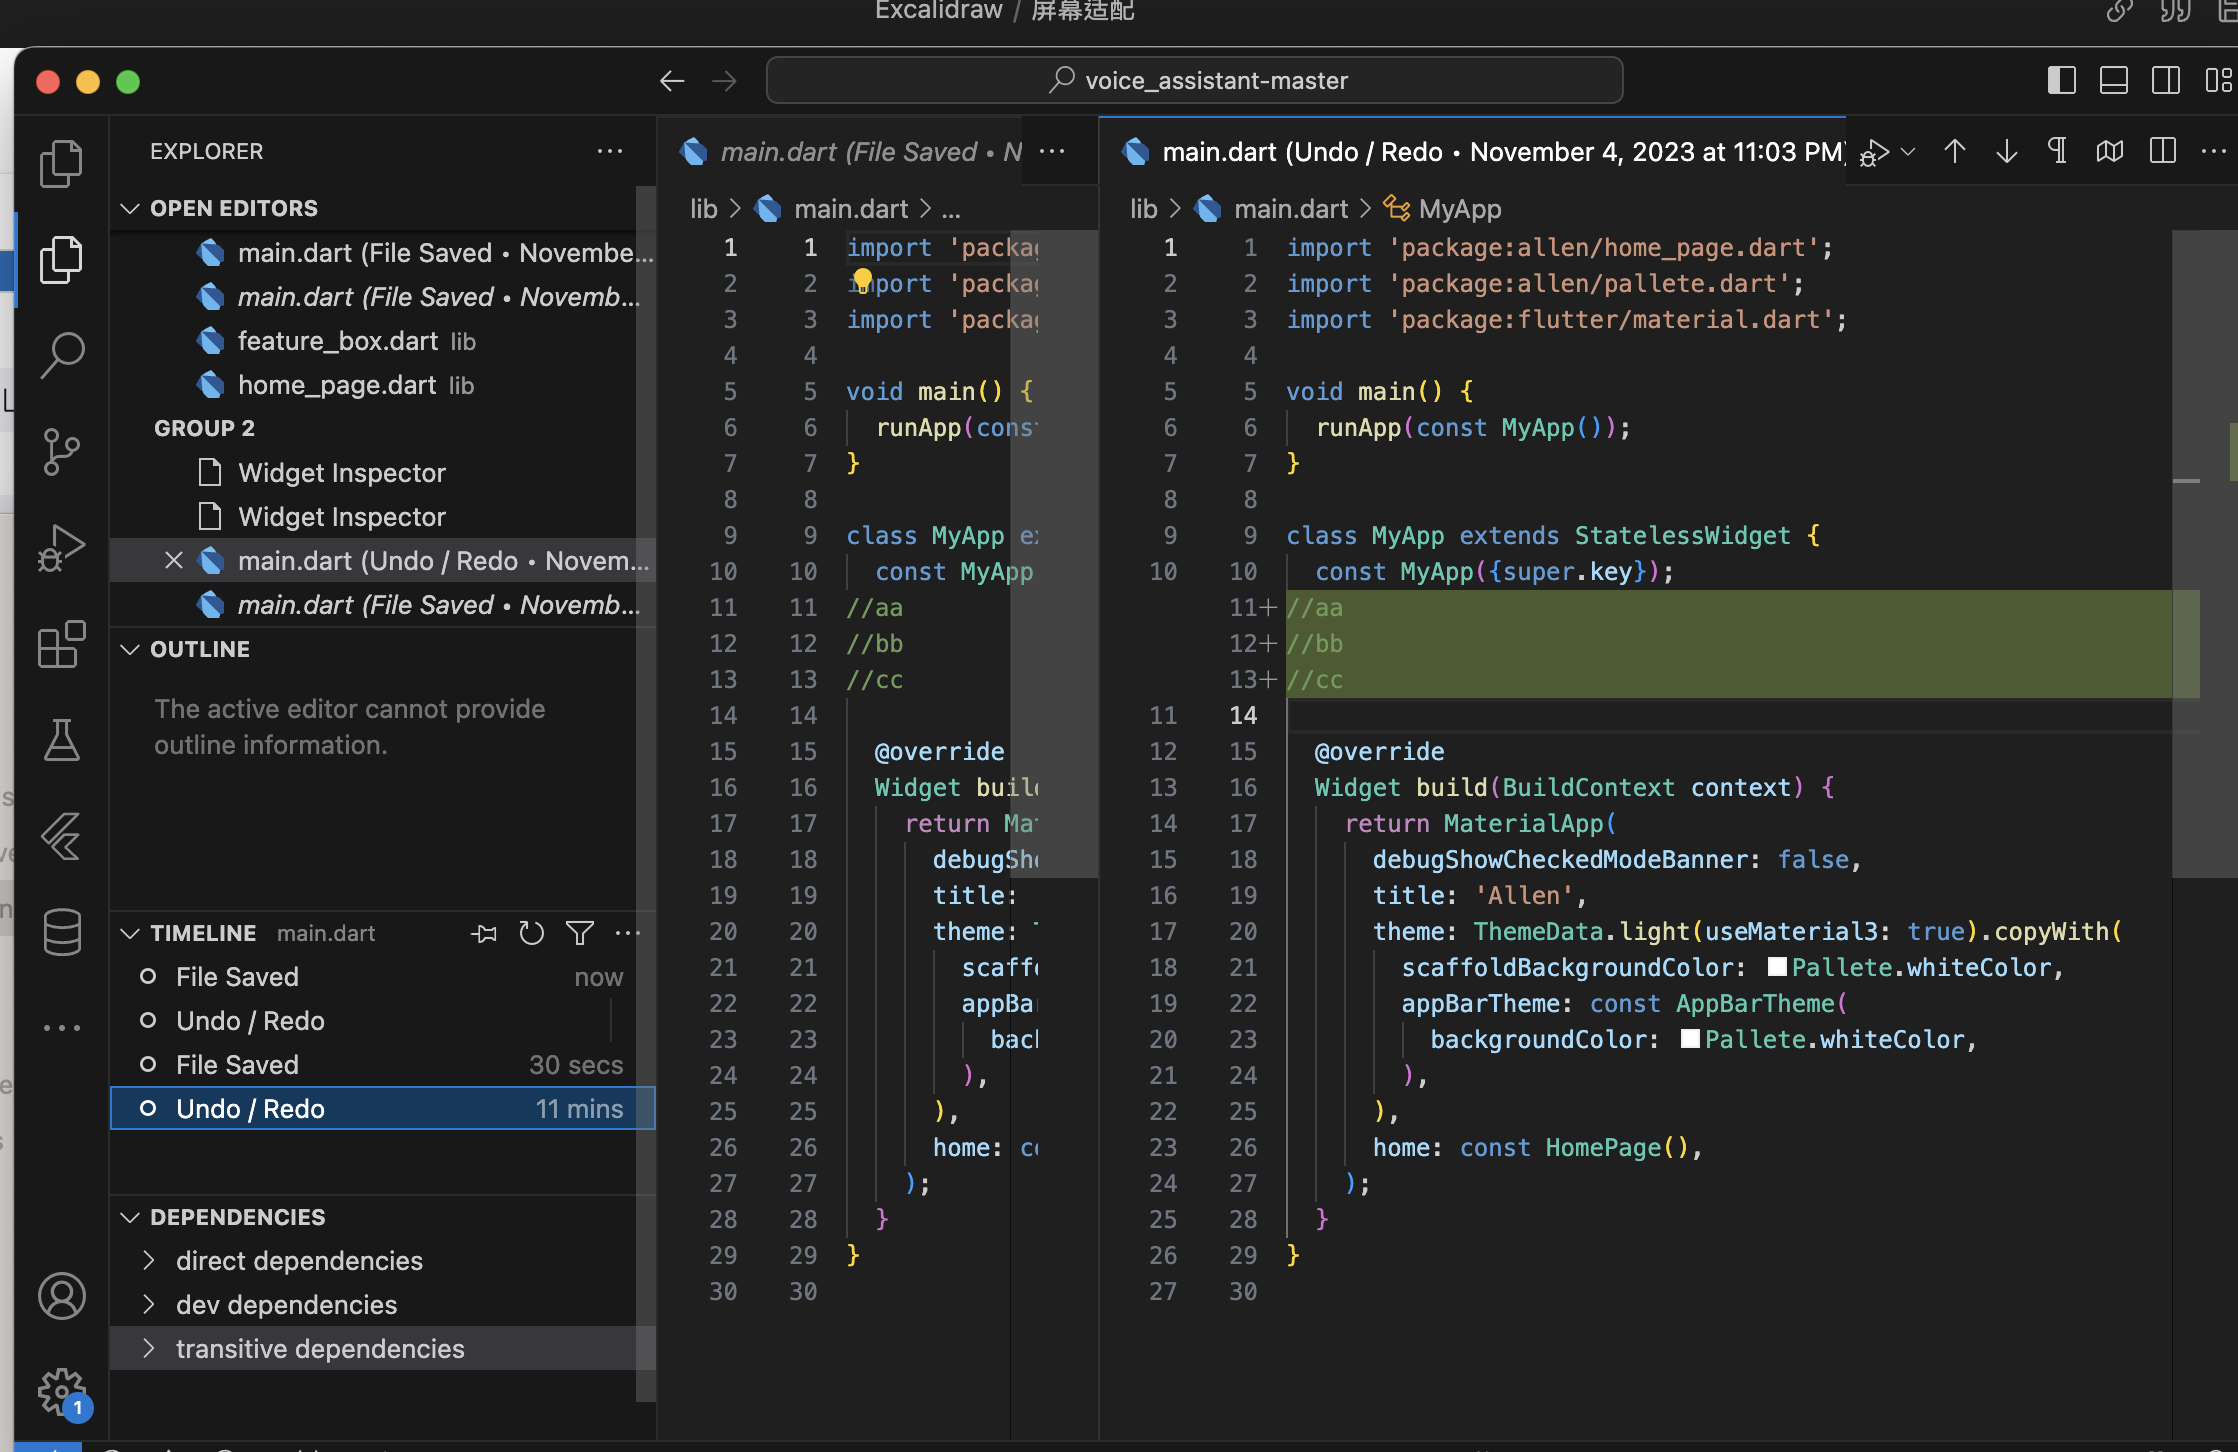 Excalidraw / 屏幕适配
voice_assistant-master
EXPLORER
OPEN EDITORS
main.dart (File Saved • Novembe...
main.dart (File Saved • Novemb...
feature_box.dart lib
home_page.dart lib
GROUP 2
Widget Inspector
Widget Inspector
main.dart (Undo / Redo • Novem...
main.dart (File Saved • Novemb...
OUTLINE
The active editor cannot provide
outline information.
TIMELINE main.dart
File Saved now
Undo / Redo
File Saved 30 secs
Undo / Redo 11 mins
DEPENDENCIES
direct dependencies
dev dependencies
transitive dependencies
1
main.dart (File Saved • N
lib > main.dart > ...
1 1 import 'packag
2 2 import 'packag
3 3 import 'packag
4 4
5 5 void main() {
6 6 runApp(const
7 7 }
8 8
9 9 class MyApp ex
10 10 const MyApp
11 11 //aa
12 12 //bb
13 13 //cc
14 14
15 15 @override
16 16 Widget build
17 17 return Mat
18 18 debugSho
19 19 title:
20 20 theme: T
21 21 scaffo
22 22 appBar
23 23 back
24 24 ),
25 25 ),
26 26 home: co
27 27 );
28 28 }
29 29 }
30 30
main.dart (Undo / Redo • November 4, 2023 at 11:03 PM)
lib > main.dart > MyApp
1 1 import 'package:allen/home_page.dart';
2 2 import 'package:allen/pallete.dart';
3 3 import 'package:flutter/material.dart';
4 4
5 5 void main() {
6 6 runApp(const MyApp());
7 7 }
8 8
9 9 class MyApp extends StatelessWidget {
10 10 const MyApp({super.key});
11+ //aa
12+ //bb
13+ //cc
11 14
12 15 @override
13 16 Widget build(BuildContext context) {
14 17 return MaterialApp(
15 18 debugShowCheckedModeBanner: false,
16 19 title: 'Allen',
17 20 theme: ThemeData.light(useMaterial3: true).copyWith(
18 21 scaffoldBackgroundColor: Pallete.whiteColor,
19 22 appBarTheme: const AppBarTheme(
20 23 backgroundColor: Pallete.whiteColor,
21 24 ),
22 25 ),
23 26 home: const HomePage(),
24 27 );
25 28 }
26 29 }
27 30